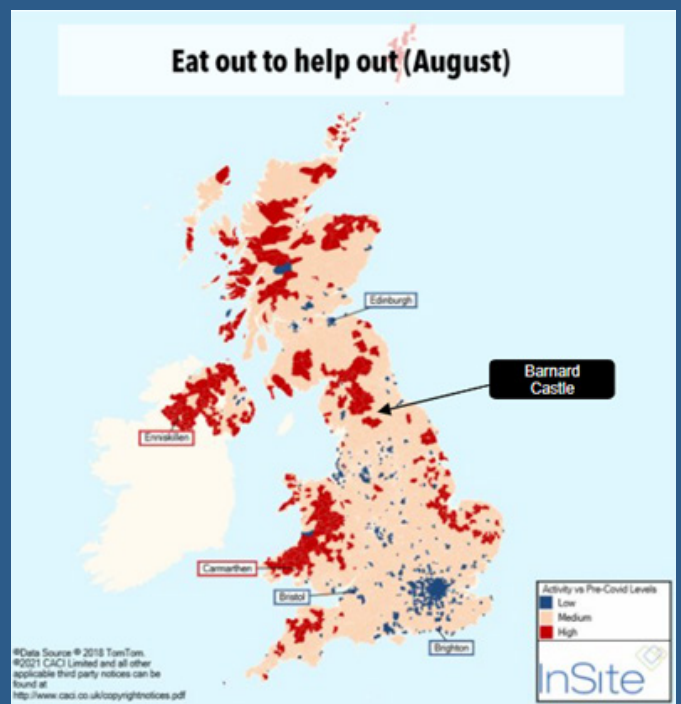 Eat out to help out (August)
Edinburgh
Barnard
Castle
Enniskillen
Carmarthen
Bristol
Brighton
Activity vs Pre-Covid Levels
Low
Medium
High
InSite
©Data Source © 2018 TomTom.
©2021 CACI Limited and all other
applicable third party notices can be
found at
http://www.caci.co.uk/copyrightnotices.pdf